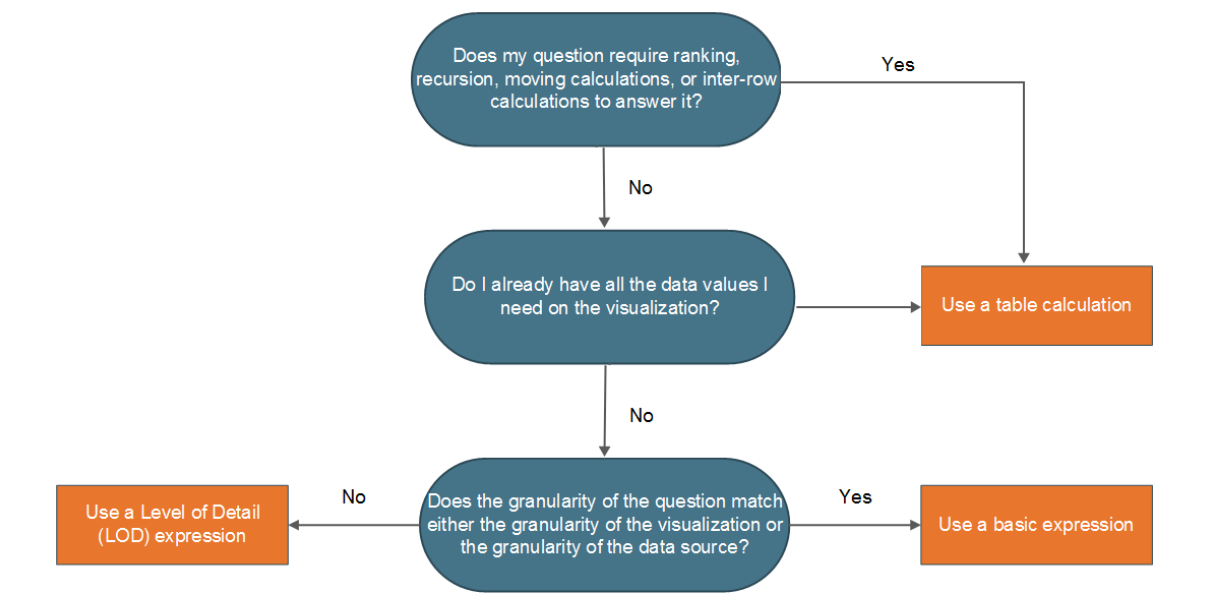 Does my question require ranking,
recursion, moving calculations, or inter-row
calculations to answer it?
Yes
No
Do I already have all the data values I
need on the visualization?
Use a table calculation
No
Use a Level of Detail
(LOD) expression
No
Does the granularity of the question match
either the granularity of the visualization or
the granularity of the data source?
Yes
Use a basic expression